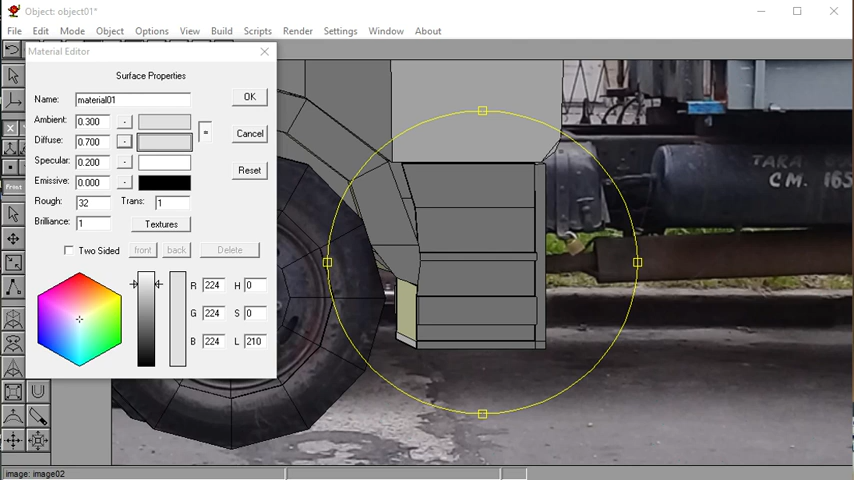 Object: object01*
File Edit Mode Object Options View Build Scripts Render Settings Window About
Material Editor
Surface Properties
Name: material01 OK
Ambient: 0.300
Diffuse: 0.700 = Cancel
Specular: 0.200 Reset
Emissive: 0.000
Rough: 32 Trans: 1
Brilliance: 1 Textures
Two Sided front back Delete
R 224 H 0
G 224 S 0
B 224 L 210
Front
TARA
CM. 165
image: image02